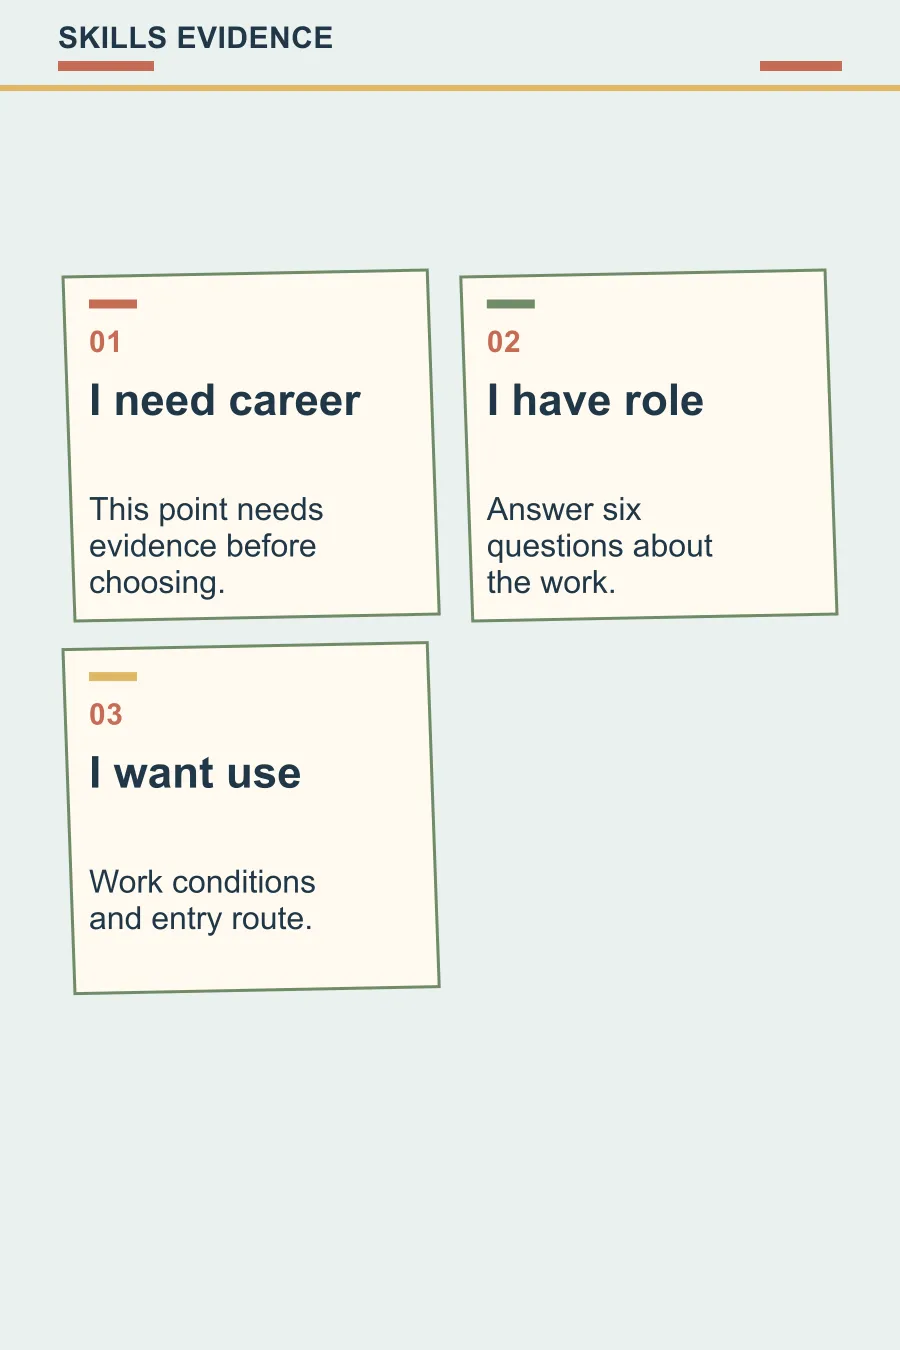 SKILLS EVIDENCE
01
I need career
This point needs
evidence before
choosing.
02
I have role
Answer six
questions about
the work.
03
I want use
Work conditions
and entry route.